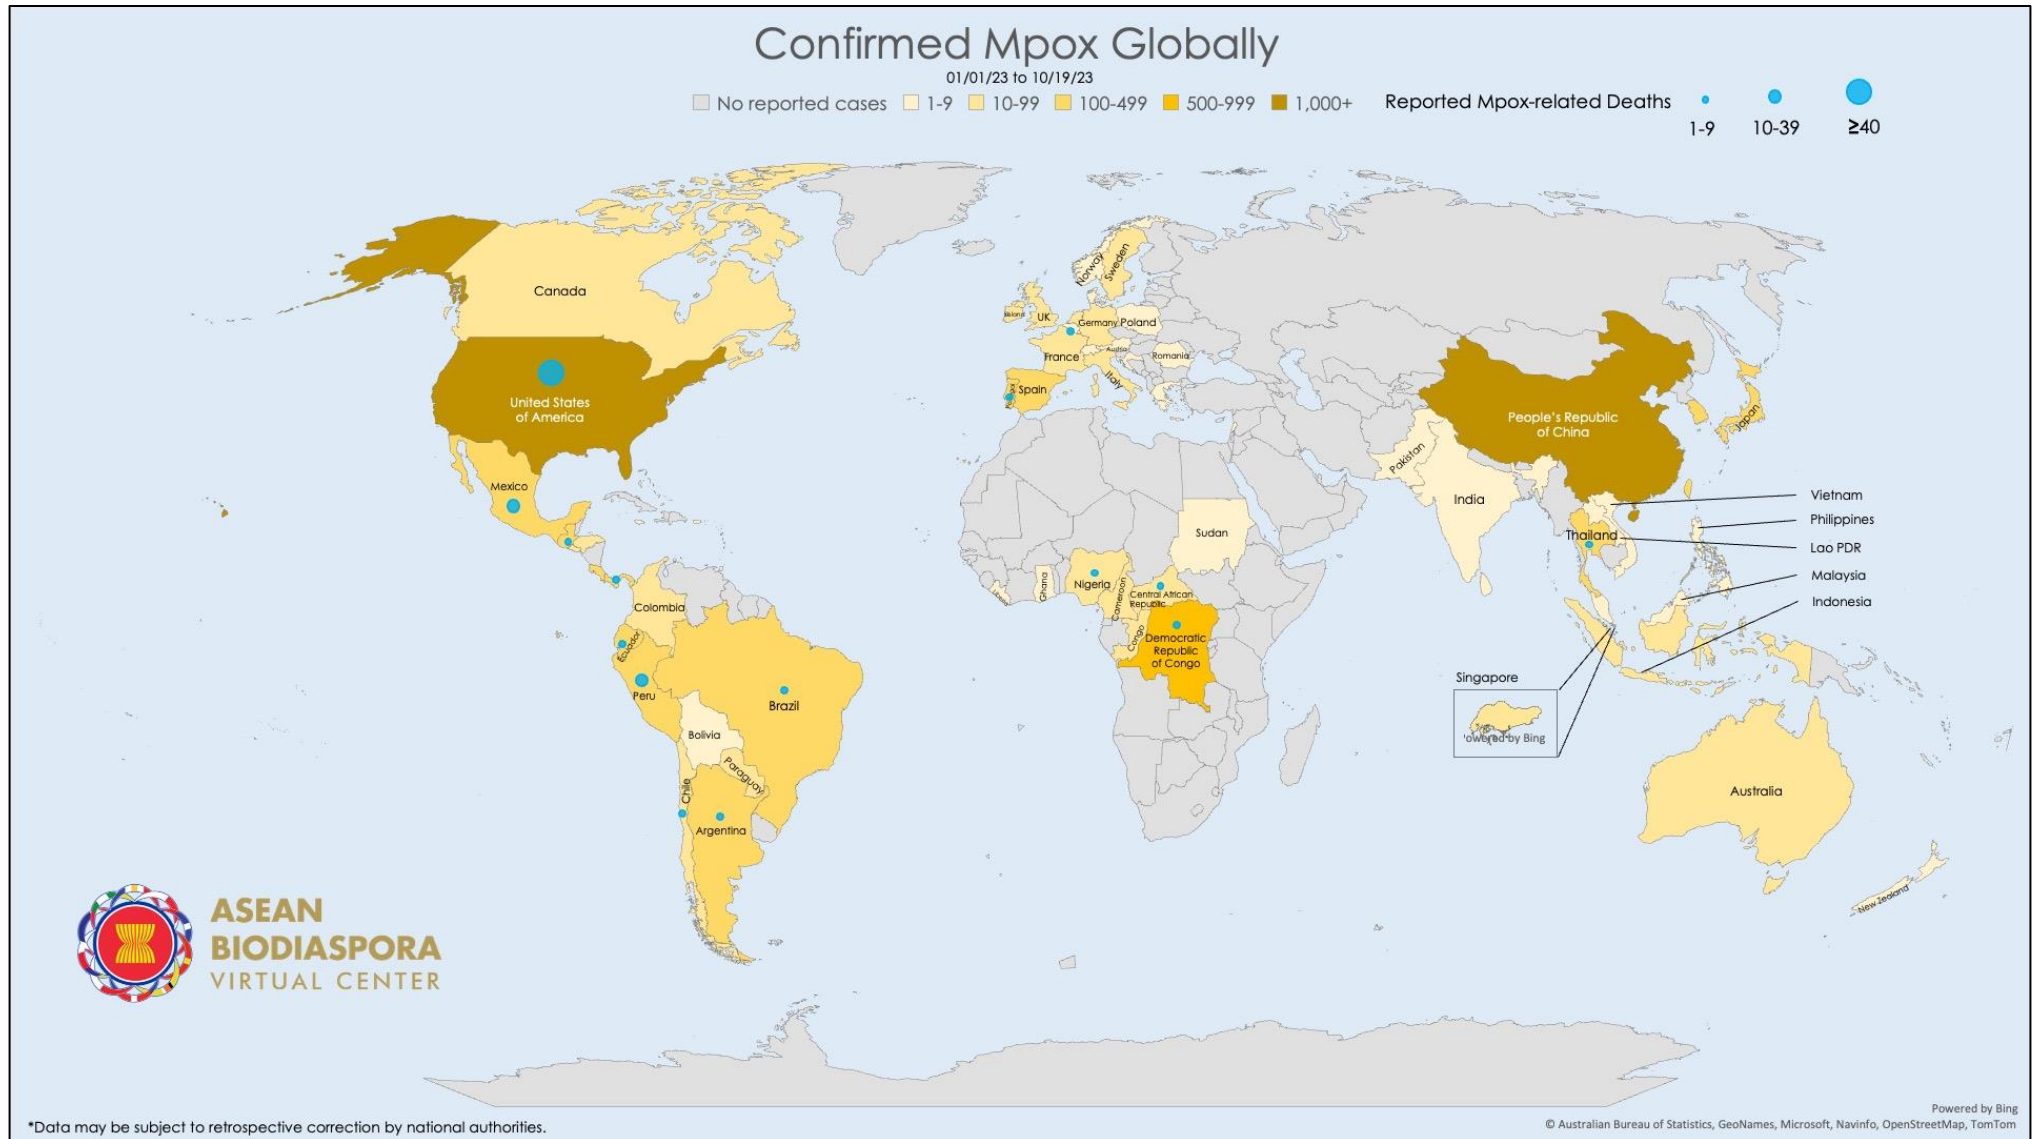 Confirmed Mpox Globally
01/01/23 to 10/19/23
No reported cases 1-9 10-99 100-499 500-999 1,000+ Reported Mpox-related Deaths
1-9 10-39 ≥40
Canada
United States
of America
Mexico
Colombia
Ecuador
Peru
Brazil
Bolivia
Paraguay
Chile
Argentina
Norway
Sweden
UK
Germany
Poland
France
Austria
Romania
Italy
Spain
Sudan
Ghana
Nigeria
Cameroon
Central African
Republic
Congo
Democratic
Republic
of Congo
Pakistan
India
People's Republic
of China
Japan
Thailand
Vietnam
Philippines
Lao PDR
Malaysia
Indonesia
Singapore
owered by Bing
Australia
New Zealand
ASEAN
BIODIASPORA
VIRTUAL CENTER
*Data may be subject to retrospective correction by national authorities.
Powered by Bing
© Australian Bureau of Statistics, GeoNames, Microsoft, Navinfo, OpenStreetMap, TomTom